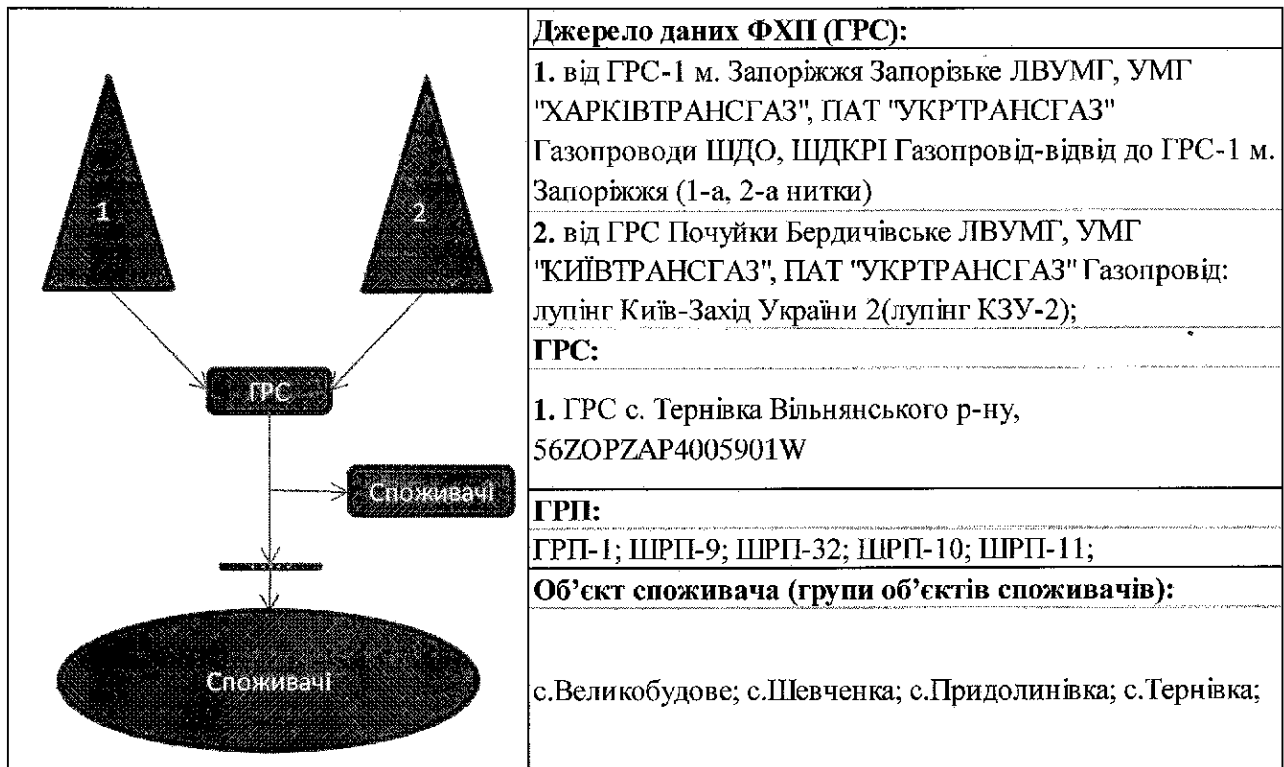 1
2
ГРС
Споживачі
Споживачі
Джерело даних ФХП (ГРС):
1. від ГРС-1 м. Запоріжжя Запорізьке ЛВУМГ, УМГ
"ХАРКІВТРАНСГАЗ", ПАТ "УКРТРАНСГАЗ"
Газопроводи ШДО, ШДКРІ Газопровід-відвід до ГРС-1 м.
Запоріжжя (1-а, 2-а нитки)
2. від ГРС Почуйки Бердичівське ЛВУМГ, УМГ
"КИЇВТРАНСГАЗ", ПАТ "УКРТРАНСГАЗ" Газопровід:
лупінг Київ-Захід України 2(лупінг КЗУ-2);
ГРС:
1. ГРС с. Тернівка Вільнянського р-ну,
56ZOPZAP4005901W
ГРП:
ГРП-1; ШРП-9; ШРП-32; ШРП-10; ШРП-11;
Об’єкт споживача (групи об’єктів споживачів):
с.Великобудове; с.Шевченка; с.Придолинівка; с.Тернівка;